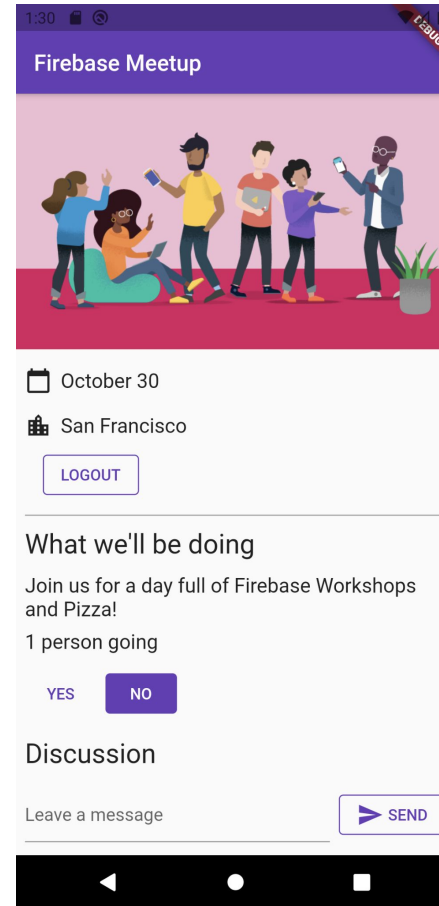 1:30
DEBUG
Firebase Meetup
October 30
San Francisco
LOGOUT
What we'll be doing
Join us for a day full of Firebase Workshops
and Pizza!
1 person going
YES NO
Discussion
Leave a message
SEND